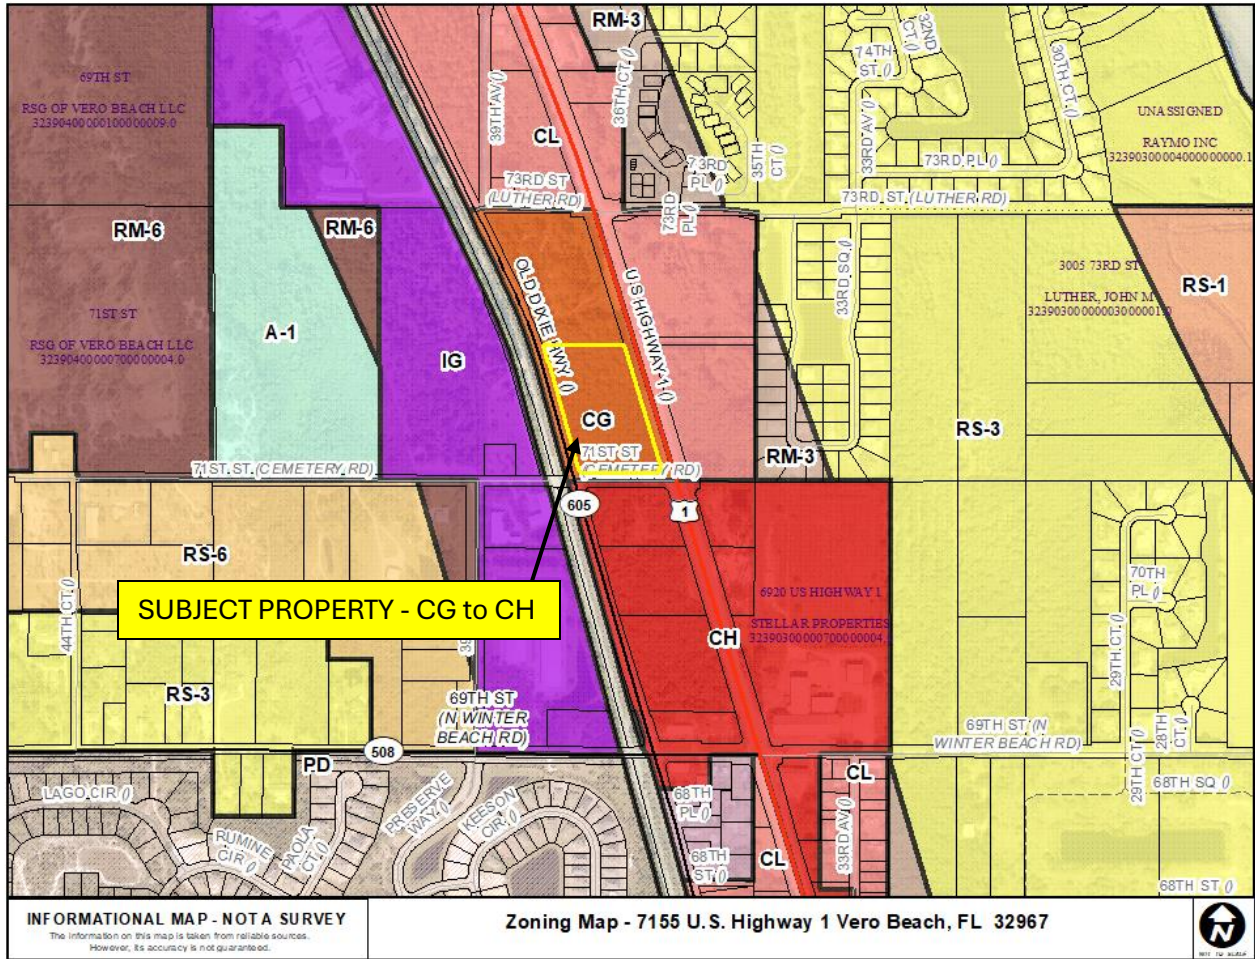 RM-3
32ND
CT ()
74TH
ST ()
30TH CT ()
69TH ST
RSG OF VERO BEACH LLC
32390400000100000009.0
39TH AV ()
36TH CT ()
UNASSIGNED
RAYMO INC
32390300004000000000.1
CL
33RD AV ()
35TH
CT ()
73RD
PL ()
73RD PL ()
73RD ST
(LUTHER RD)
73RD ST (LUTHER RD)
73RD
PL ()
RM-6
RM-6
OLD DIXIE HWY ()
U S HIGHWAY 1 ()
33RD SQ ()
3005 73RD ST
LUTHER, JOHN M
RS-1
71ST ST
RSG OF VERO BEACH LLC
32390400000700000004.0
A-1
IG
CG
RS-3
71ST ST
(CEMETERY RD)
RM-3
71ST ST (CEMETERY RD)
605
1
RS-6
SUBJECT PROPERTY - CG to CH
44TH CT ()
6920 US HIGHWAY 1
STELLAR PROPERTIES
CH
70TH
PL ()
29TH CT ()
RS-3
69TH ST
(N WINTER
BEACH RD)
69TH ST (N
WINTER BEACH RD)
28TH
CT ()
508
PD
LAGO CIR ()
RUMINE
CIR ()
PAOLA
CT ()
PRESERVE
WAY ()
KEESON
CIR ()
68TH
PL ()
CL
33RD AV ()
29TH CT ()
68TH SQ ()
68TH
ST ()
CL
68TH ST ()
INFORMATIONAL MAP - NOT A SURVEY
The information on this map is taken from reliable sources.
However, its accuracy is not guaranteed.
Zoning Map - 7155 U.S. Highway 1 Vero Beach, FL 32967
N
NOT TO SCALE